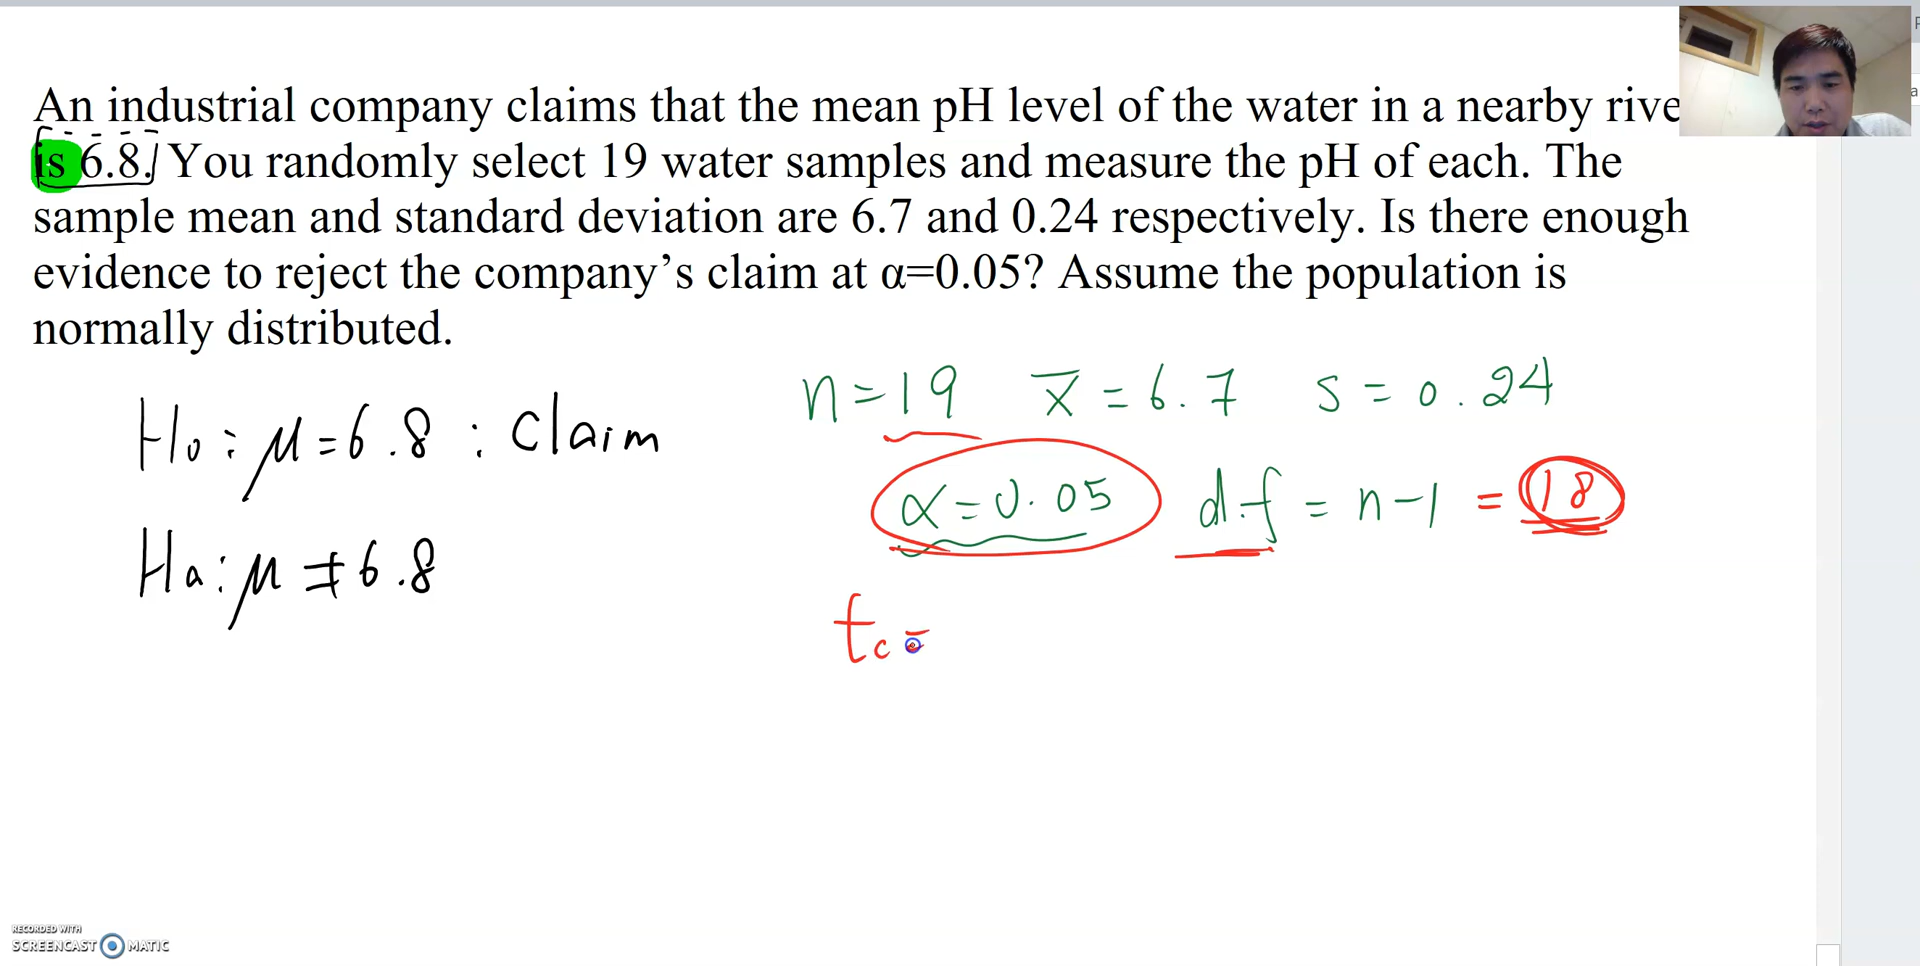 An industrial company claims that the mean pH level of the water in a nearby rive
is 6.8. You randomly select 19 water samples and measure the pH of each. The
sample mean and standard deviation are 6.7 and 0.24 respectively. Is there enough
evidence to reject the company’s claim at α=0.05? Assume the population is
normally distributed.
n=19 x̅=6.7 s=0.24
H₀: μ=6.8 : Claim
α=0.05 d.f = n-1 = 18
Ha: μ≠6.8
tc=
RECORDED WITH
SCREENCAST MATIC